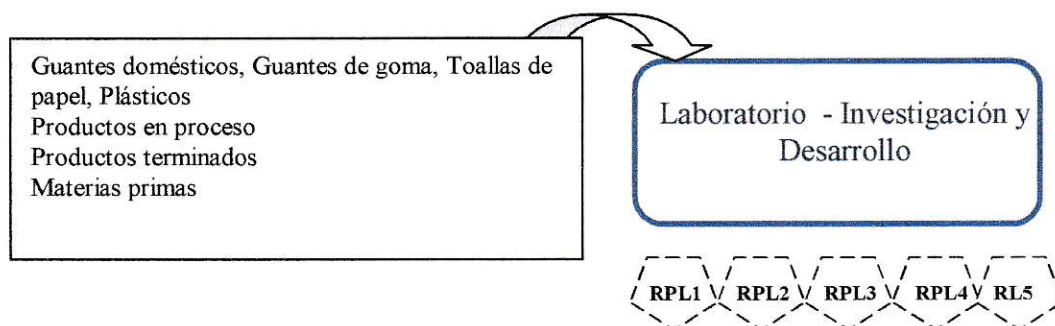 Guantes domésticos, Guantes de goma, Toallas de
papel, Plásticos
Productos en proceso
Productos terminados
Materias primas
Laboratorio - Investigación y
Desarrollo
RPL1 RPL2 RPL3 RPL4 RL5